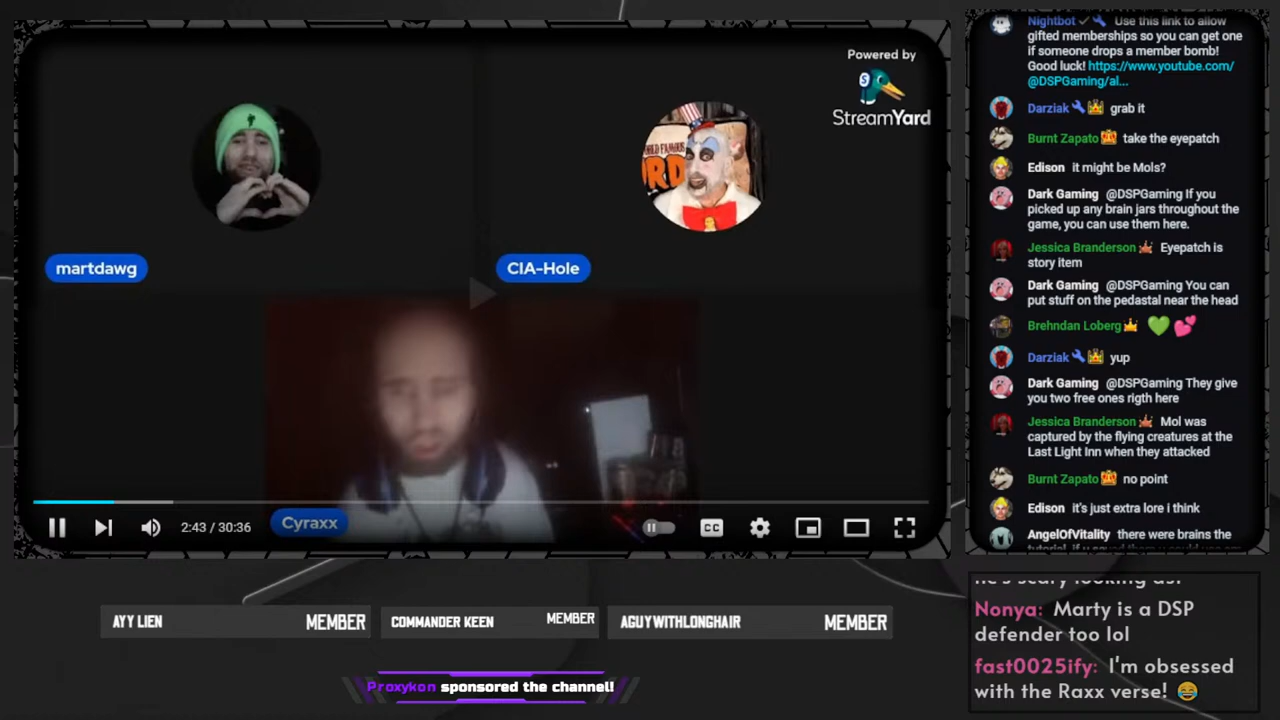 Powered by
StreamYard
martdawg
CIA-Hole
Cyraxx
2:43 / 30:36
CC
Nightbot Use this link to allow
gifted memberships so you can get one
if someone drops a member bomb!
Good luck! https://www.youtube.com/
@DSPGaming/al...
Darziak grab it
Burnt Zapato take the eyepatch
Edison it might be Mols?
Dark Gaming @DSPGaming If you
picked up any brain jars throughout the
game, you can use them here.
Jessica Branderson Eyepatch is
story item
Dark Gaming @DSPGaming You can
put stuff on the pedastal near the head
Brehndan Loberg 💚 💕
Darziak yup
Dark Gaming @DSPGaming They give
you two free ones rigth here
Jessica Branderson Mol was
captured by the flying creatures at the
Last Light Inn when they attacked
Burnt Zapato no point
Edison it's just extra lore i think
AngelOfVitality there were brains the
he's scary looking dsp
Nonya: Marty is a DSP
defender too lol
fast0025ify: I'm obsessed
with the Raxx verse! 😂
AYY LIEN MEMBER
COMMANDER KEEN MEMBER
AGUYWITHLONGHAIR MEMBER
Proxykon sponsored the channel!